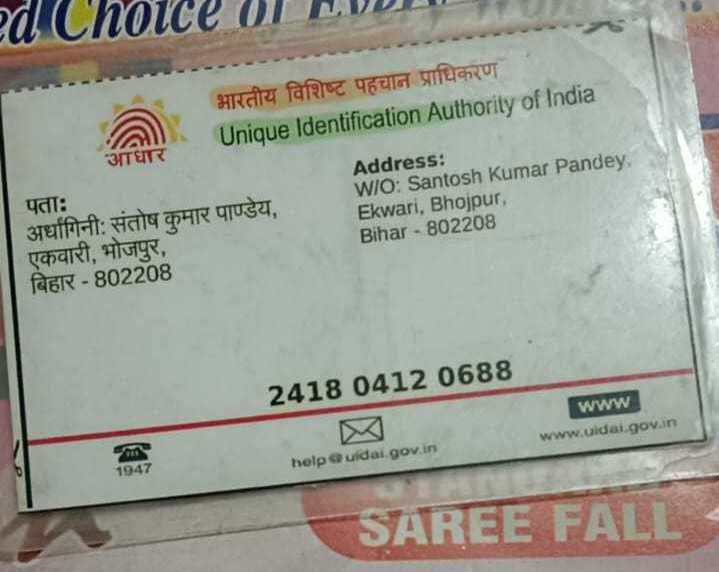 ed Choice of Every
भारतीय विशिष्ट पहचान प्राधिकरण
Unique Identification Authority of India
आधार
पता:
अर्धांगिनी: संतोष कुमार पाण्डेय,
एकवारी, भोजपुर,
बिहार - 802208
Address:
W/O: Santosh Kumar Pandey,
Ekwari, Bhojpur,
Bihar - 802208
2418 0412 0688
1947
help@uidai.gov.in
www
www.uidai.gov.in
SAREE FALL